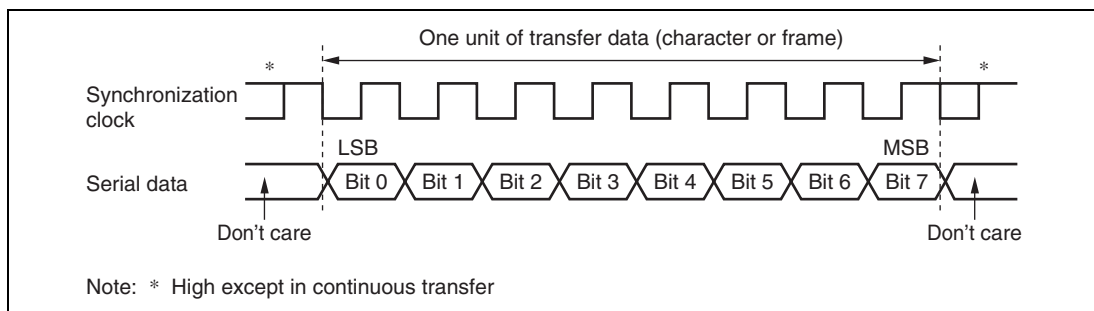 One unit of transfer data (character or frame)
* *
Synchronization
clock
LSB MSB
Serial data Bit 0 Bit 1 Bit 2 Bit 3 Bit 4 Bit 5 Bit 6 Bit 7
Don't care Don't care
Note: * High except in continuous transfer